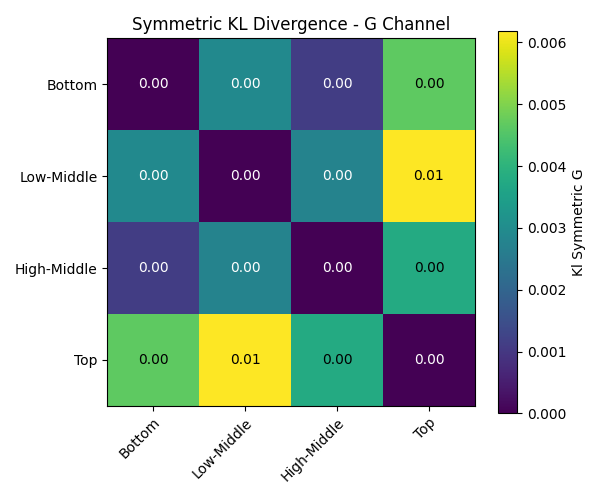 Symmetric KL Divergence - G Channel
Bottom 0.00 0.00 0.00 0.00
Low-Middle 0.00 0.00 0.00 0.01
High-Middle 0.00 0.00 0.00 0.00
Top 0.00 0.01 0.00 0.00
Bottom Low-Middle High-Middle Top
0.006
0.005
0.004
0.003
0.002
0.001
0.000
Kl Symmetric G